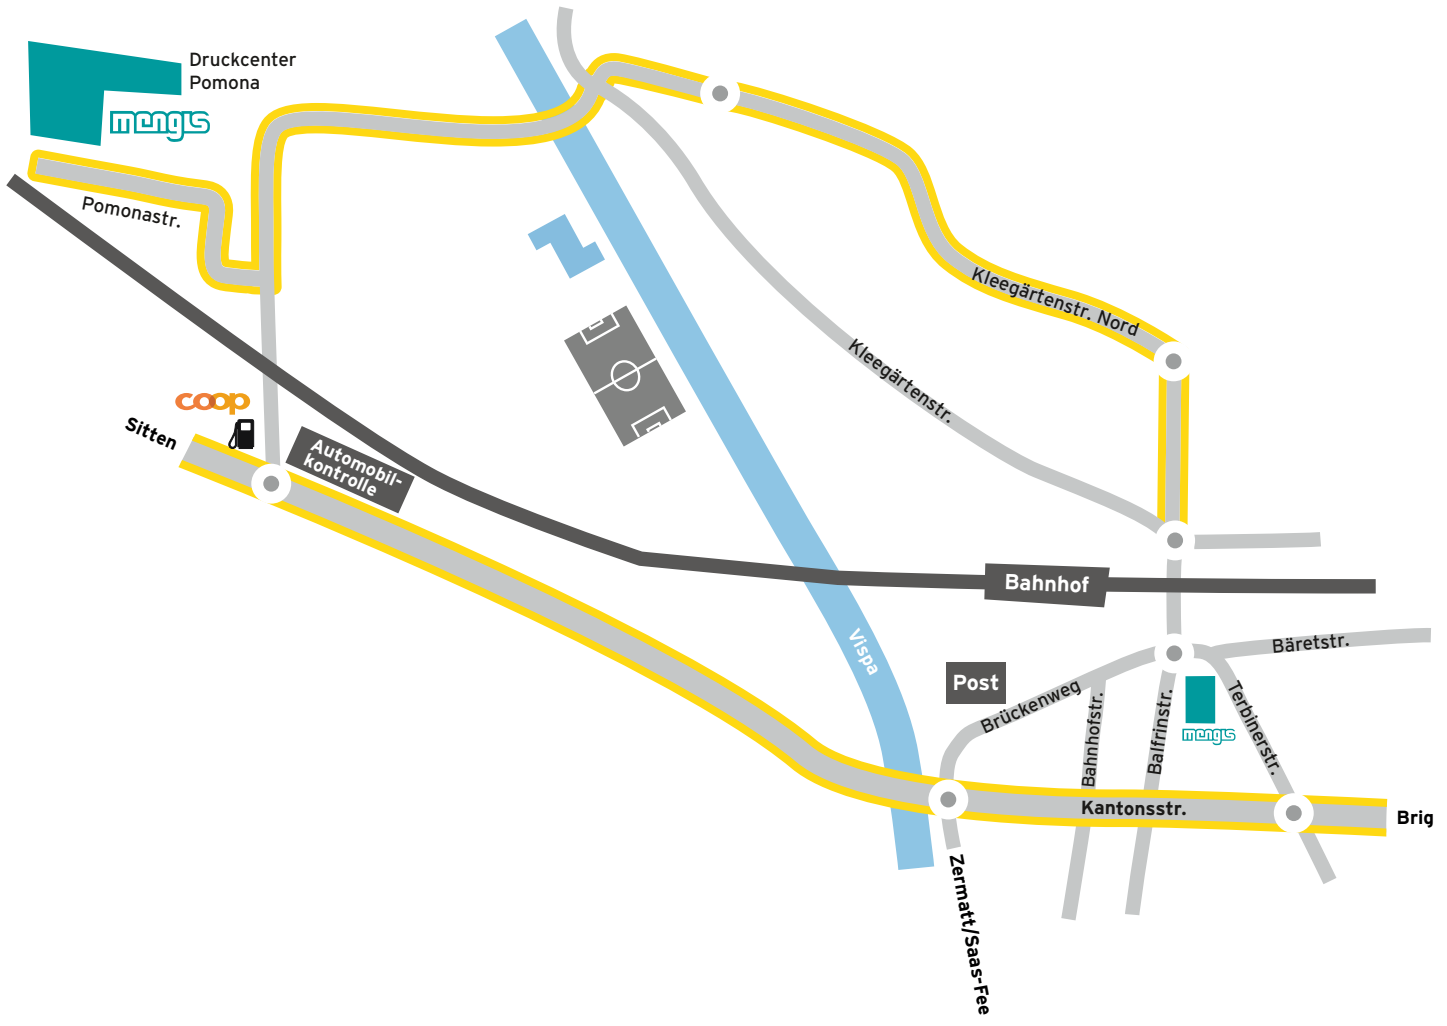 Druckcenter
Pomona
mengis
Pomonastr.
coop
Sitten
Automobil-
kontrolle
Kleegärtenstr. Nord
Kleegärtenstr.
Bahnhof
Vispa
Post
Brückenweg
Bahnhofstr.
Balfrinstr.
mengis
Terbinerstr.
Bäretstr.
Kantonsstr.
Brig
Zermatt/Saas-Fee